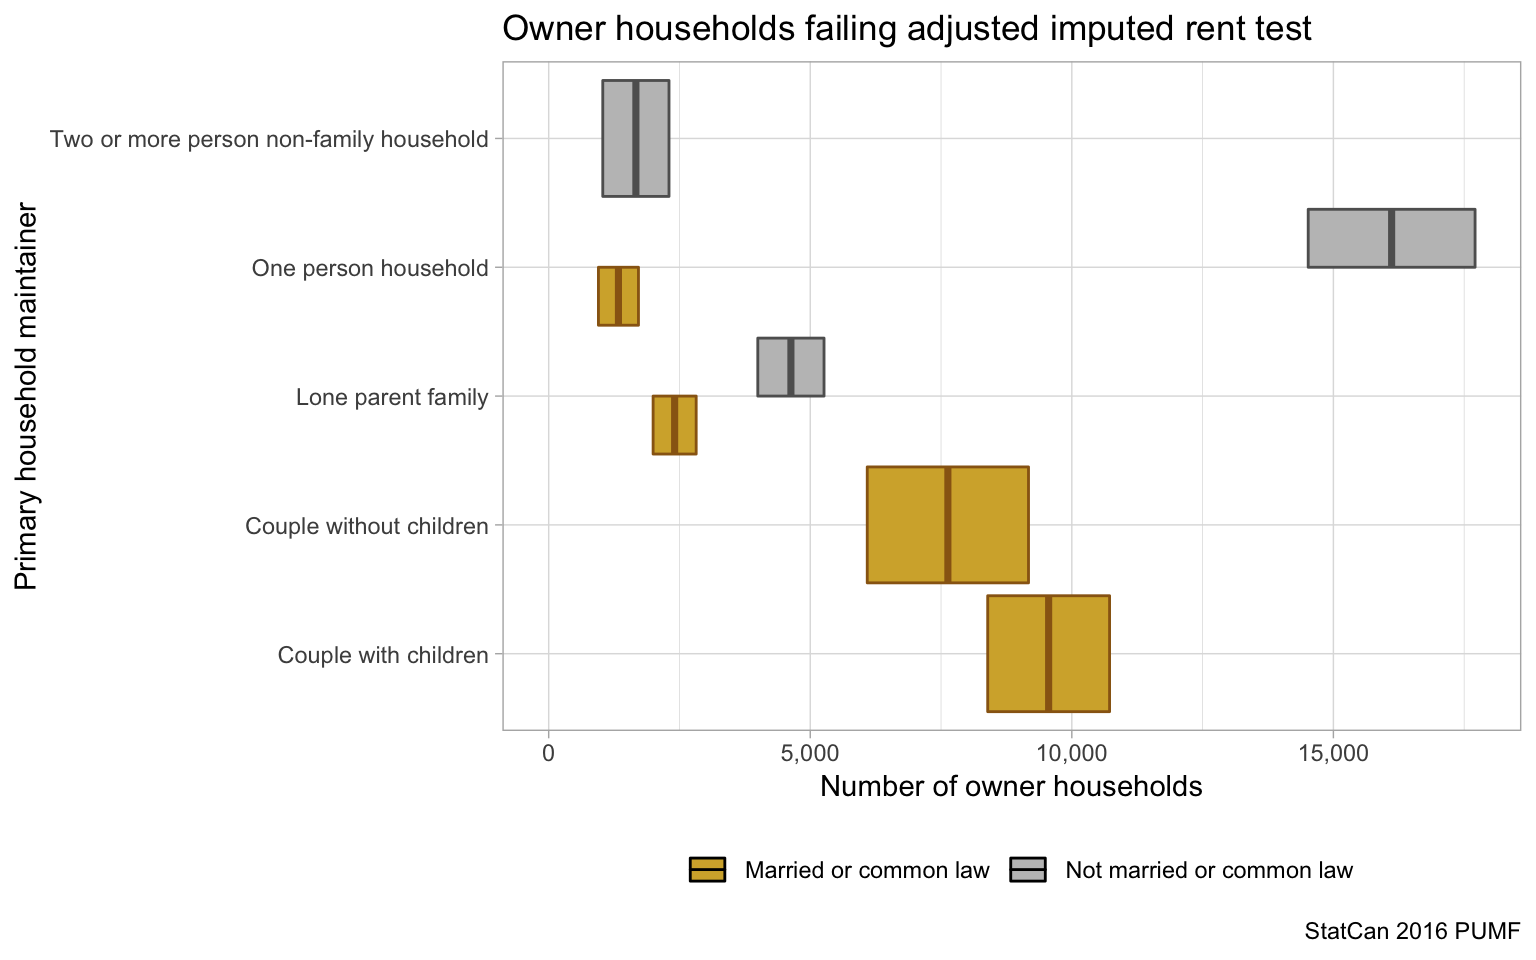 Owner households failing adjusted imputed rent test
Primary household maintainer
Two or more person non-family household
One person household
Lone parent family
Couple without children
Couple with children
0
5,000
10,000
15,000
Number of owner households
Married or common law
Not married or common law
StatCan 2016 PUMF